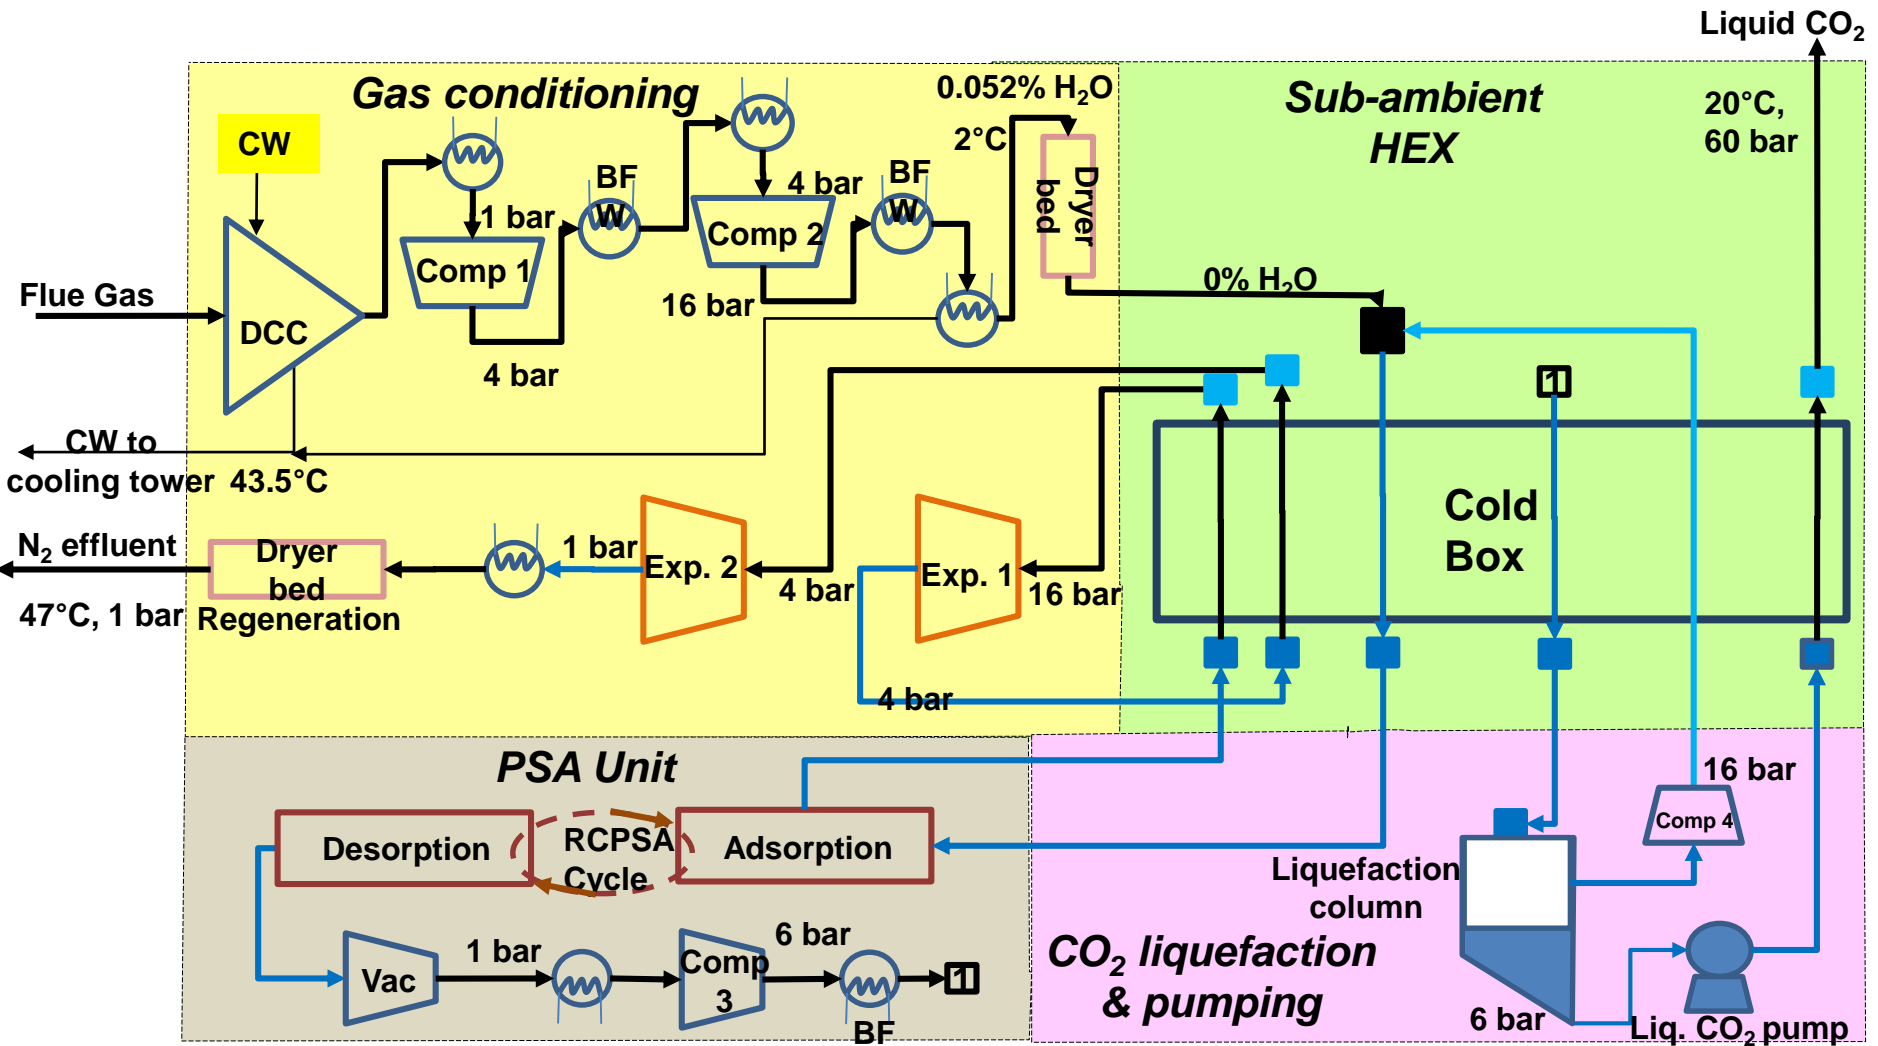 Liquid CO₂
Gas conditioning
0.052% H₂O
Sub-ambient
HEX
20°C,
60 bar
CW
2°C
BF
W
4 bar
BF
W
Dryer
bed
1 bar
Comp 1
Comp 2
Flue Gas
DCC
16 bar
0% H₂O
4 bar
1
CW to
cooling tower 43.5°C
Cold
Box
N₂ effluent
Dryer
bed
Regeneration
47°C, 1 bar
1 bar
Exp. 2
4 bar
Exp. 1
16 bar
4 bar
PSA Unit
Desorption
RCPSA
Cycle
Adsorption
16 bar
Comp 4
Liquefaction
column
Vac
1 bar
Comp
3
6 bar
BF
1
CO₂ liquefaction
& pumping
6 bar
Liq. CO₂ pump